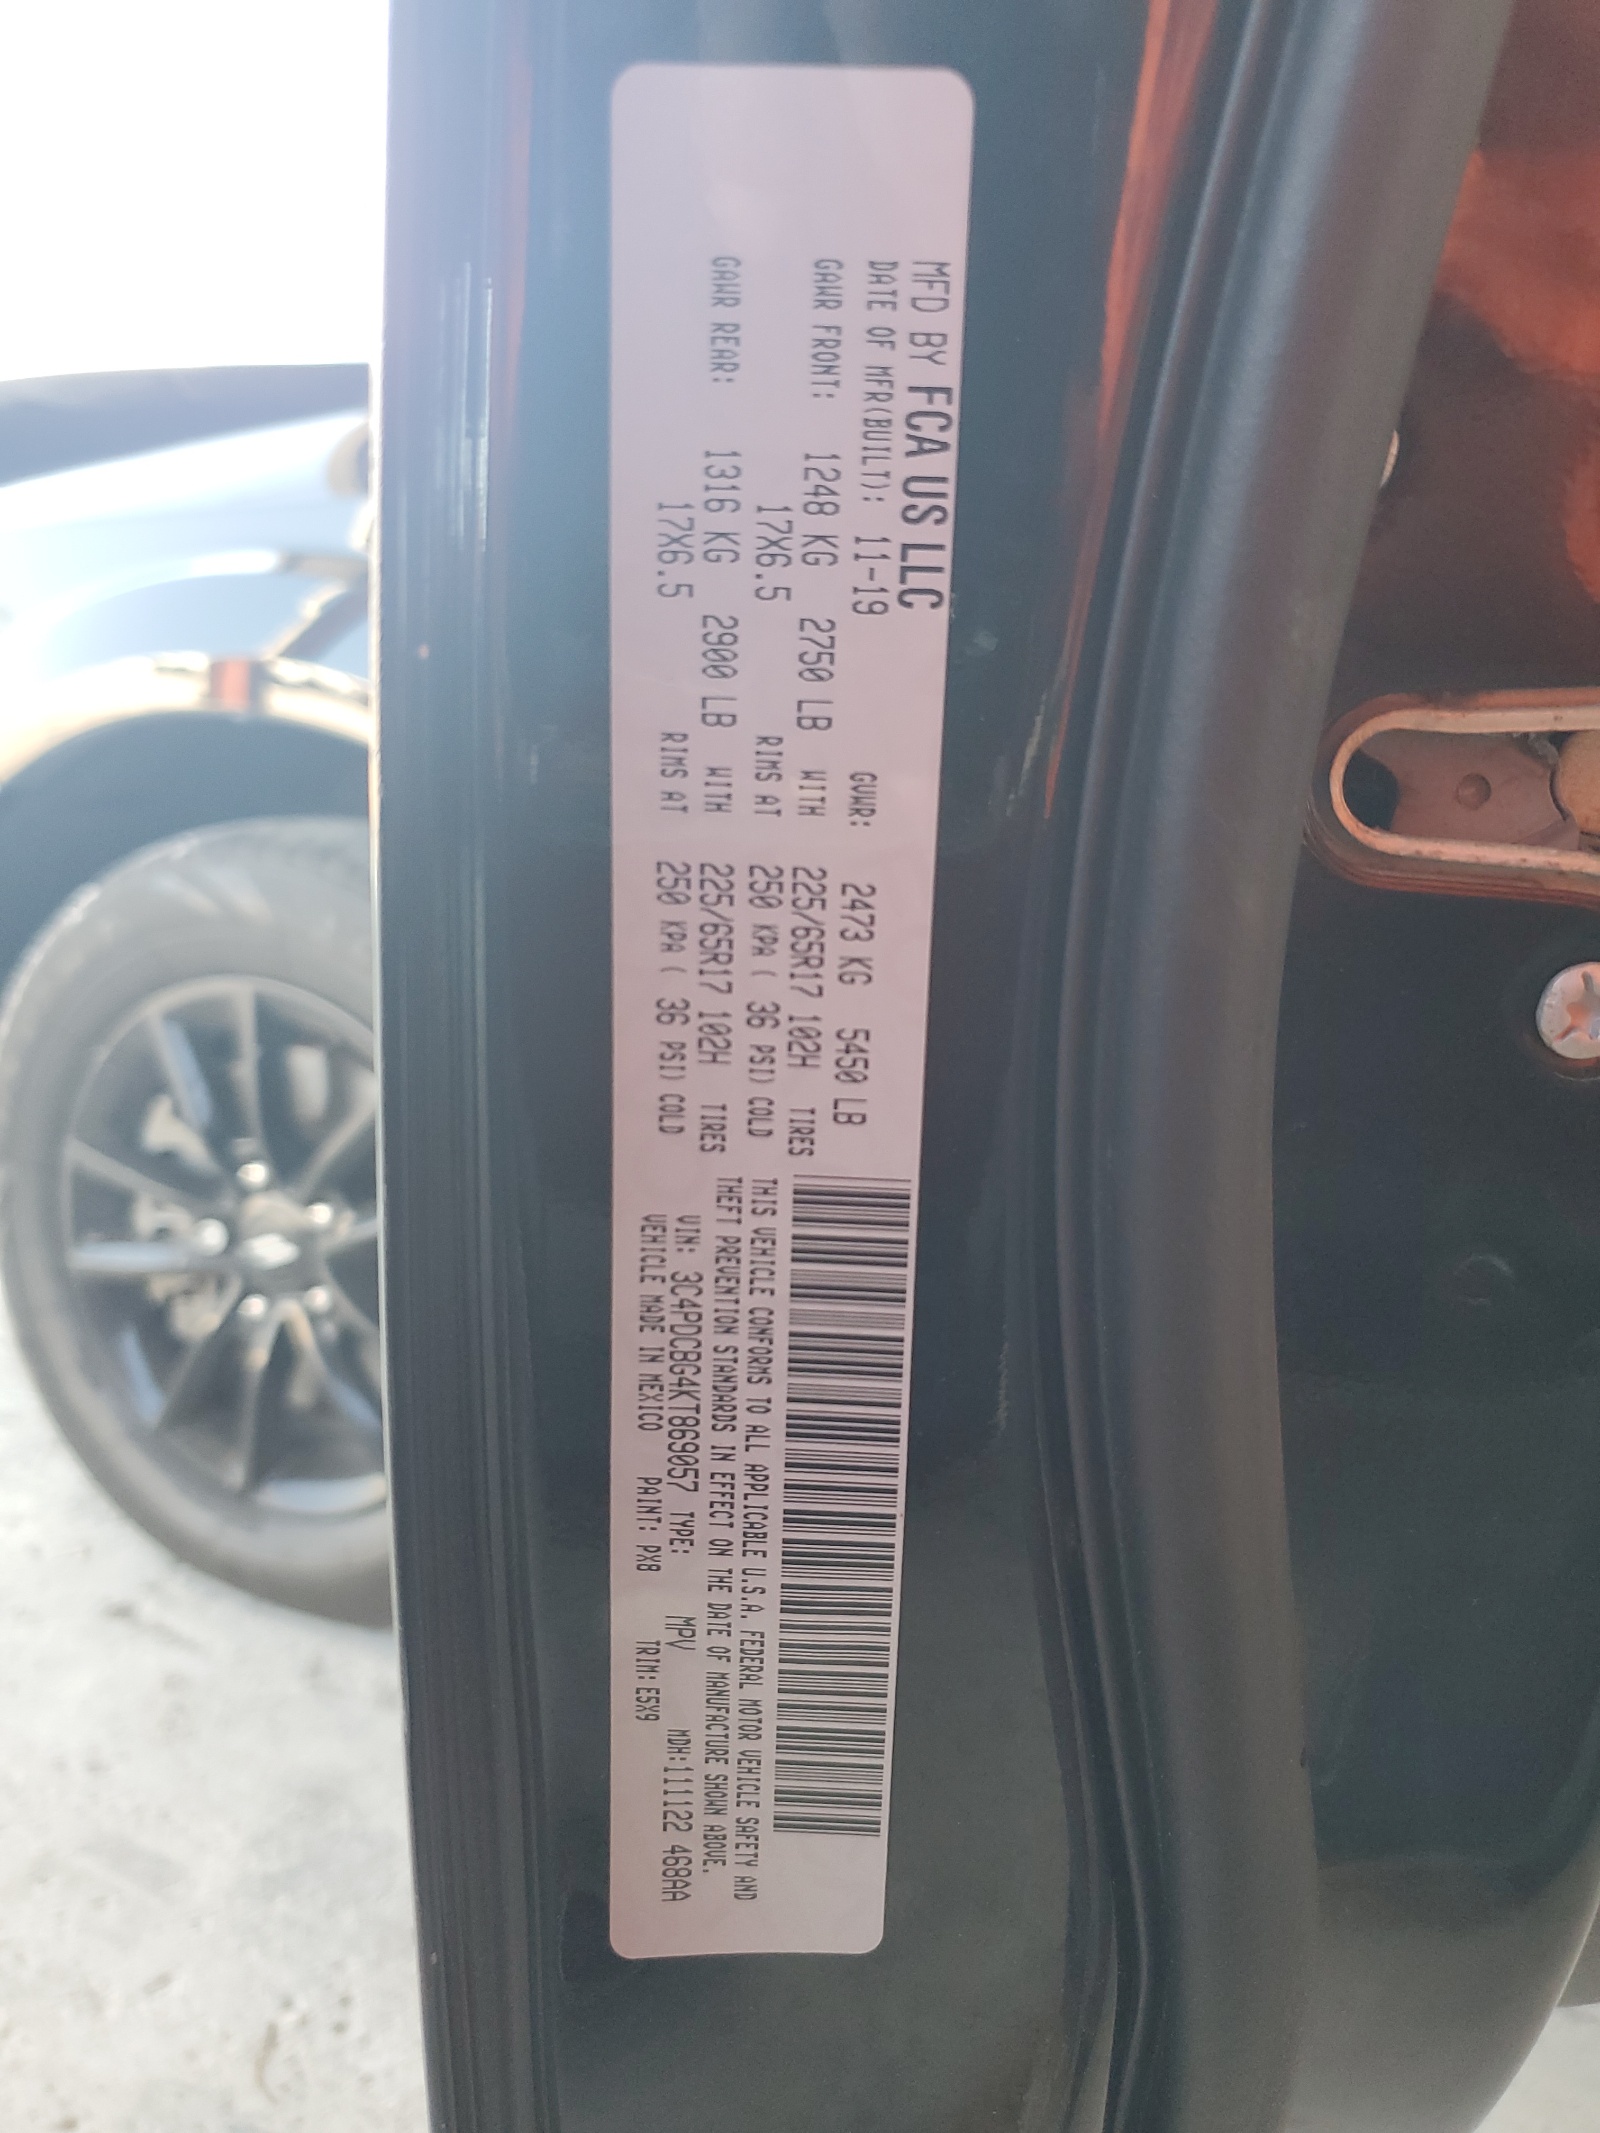 MFD BY FCA US LLC
DATE OF MFR(BUILT): 11-19 GVWR: 2473 KG 5450 LB
GAWR FRONT: 1248 KG 2750 LB WITH 225/65R17 102H TIRES
17X6.5 RIMS AT 250 KPA ( 36 PSI) COLD
GAWR REAR: 1316 KG 2900 LB WITH 225/65R17 102H TIRES
17X6.5 RIMS AT 250 KPA ( 36 PSI) COLD
THIS VEHICLE CONFORMS TO ALL APPLICABLE U.S.A. FEDERAL MOTOR VEHICLE SAFETY AND
THEFT PREVENTION STANDARDS IN EFFECT ON THE DATE OF MANUFACTURE SHOWN ABOVE.
VIN: 3C4PDCBG4KT869057 TYPE: MPV MDH:111122 468AA
VEHICLE MADE IN MEXICO PAINT: PX8 TRIM: E5X9